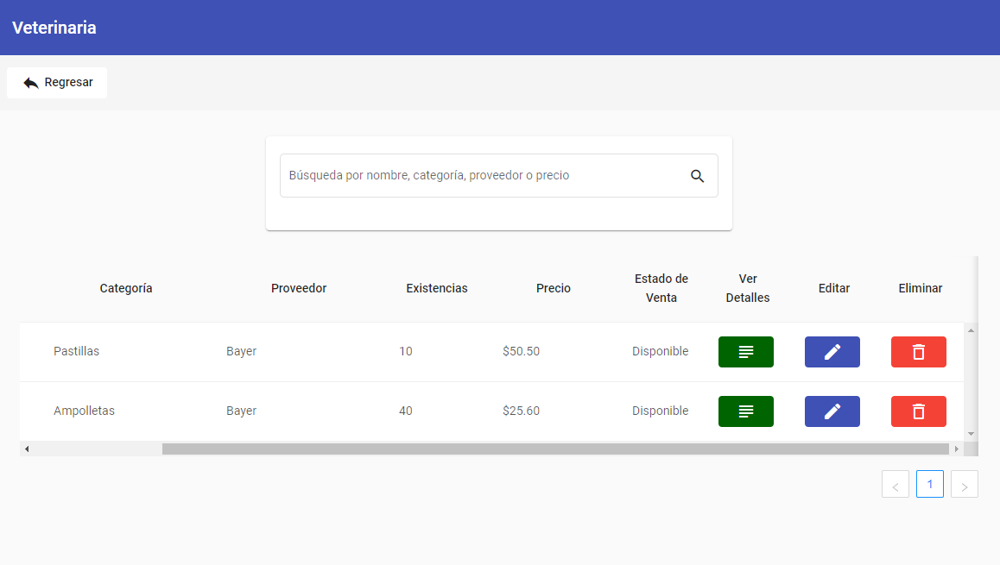 Veterinaria
Regresar
Búsqueda por nombre, categoría, proveedor o precio
Categoría Proveedor Existencias Precio Estado de Venta Ver Detalles Editar Eliminar
Pastillas Bayer 10 $50.50 Disponible
Ampolletas Bayer 40 $25.60 Disponible
< 1 >